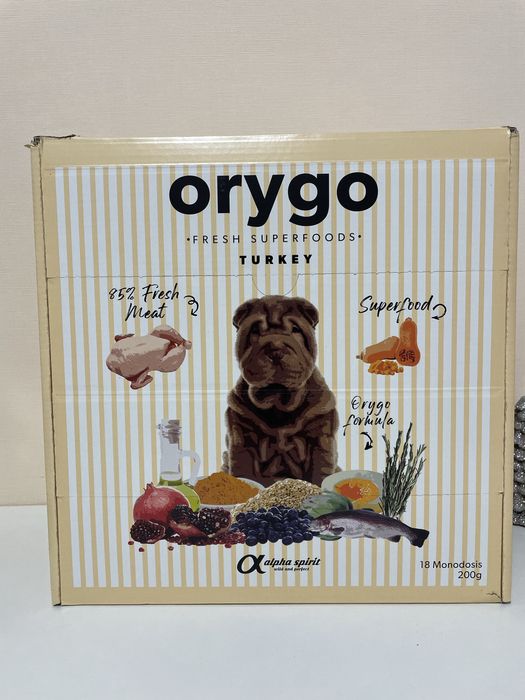 orygo
•FRESH SUPERFOODS•
TURKEY
85% Fresh
Meat
Superfood
Orygo
formula
alpha spirit
wild and perfect
18 Monodosis
200g